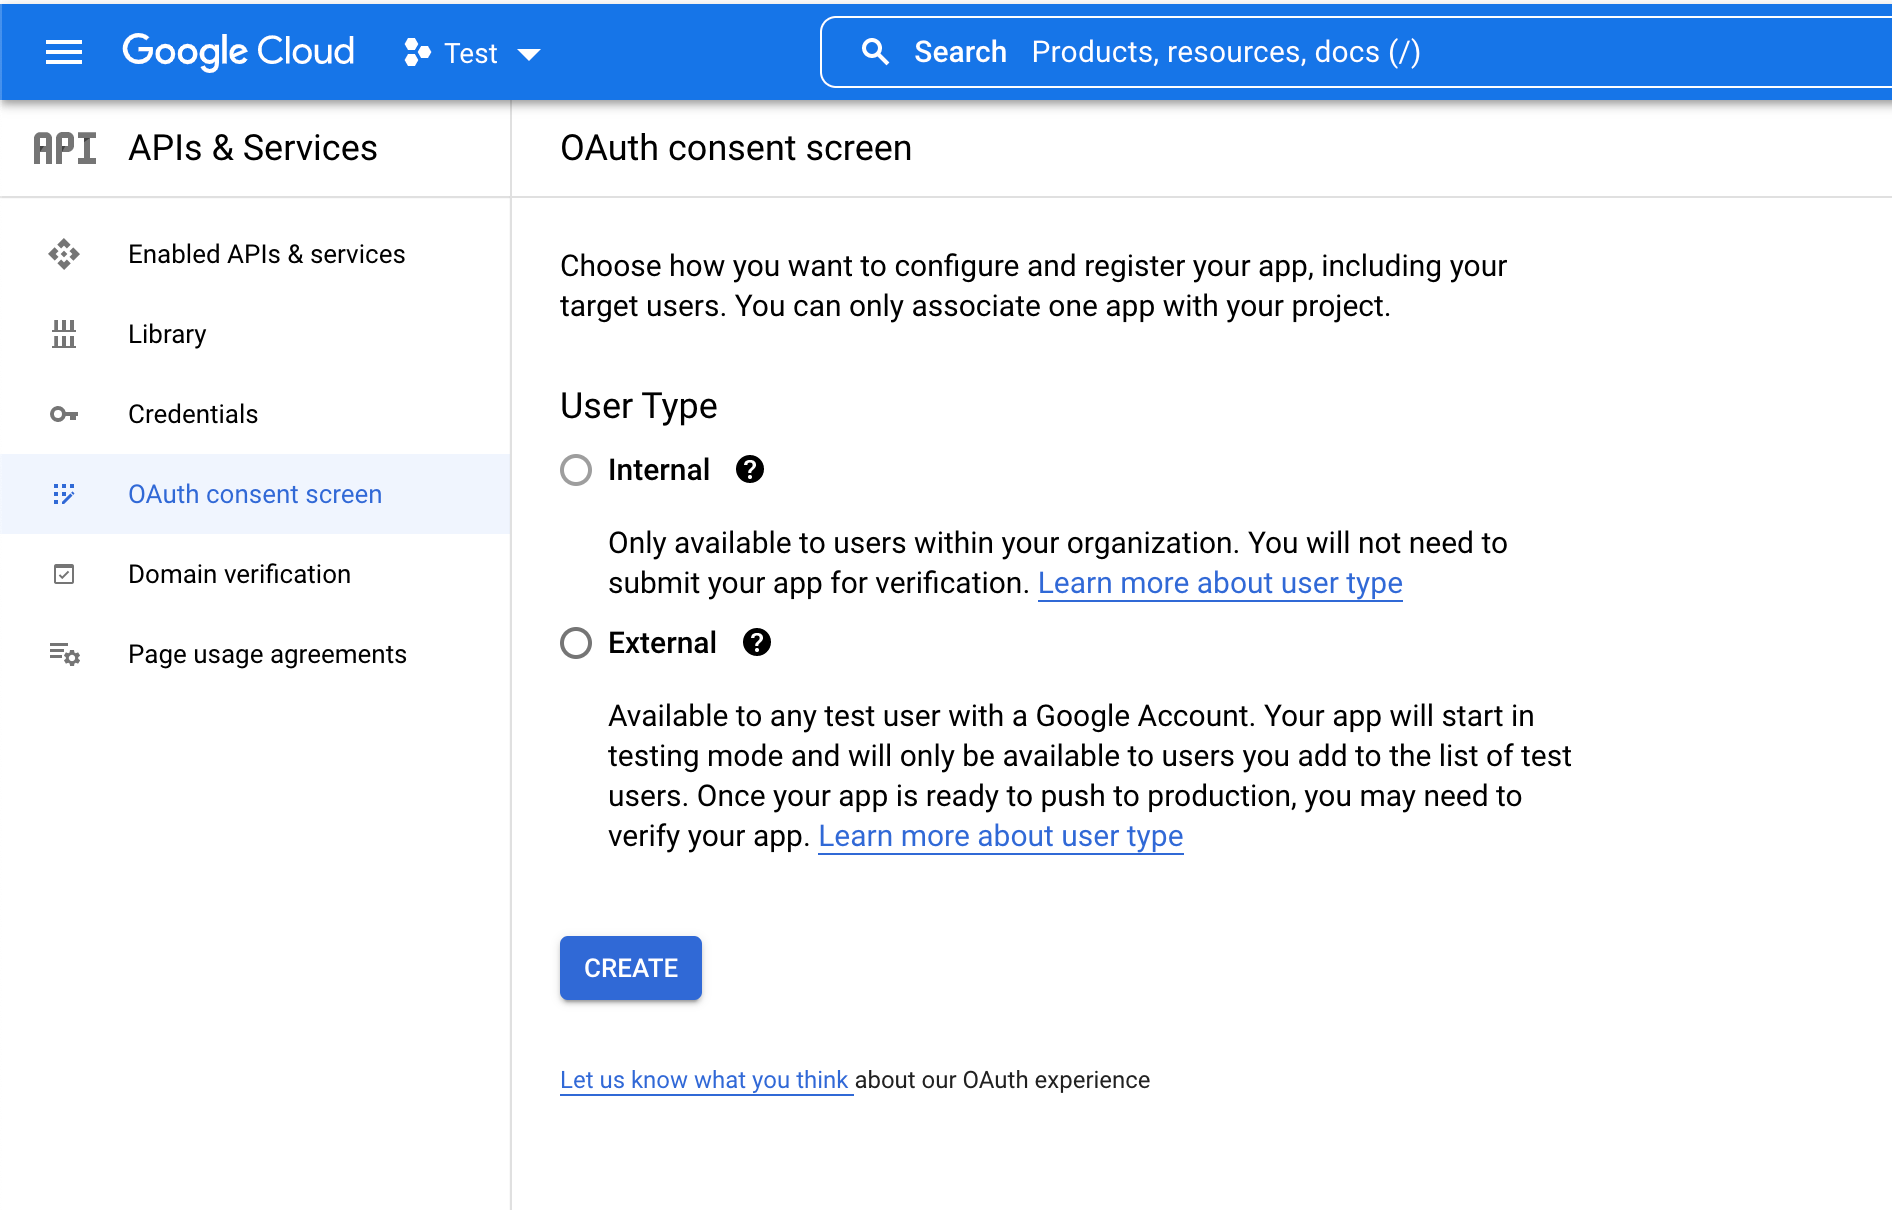 Google Cloud
Test
Search Products, resources, docs (/)
API
APIs & Services
Enabled APIs & services
Library
Credentials
OAuth consent screen
Domain verification
Page usage agreements
OAuth consent screen
Choose how you want to configure and register your app, including your
target users. You can only associate one app with your project.
User Type
Internal ?
Only available to users within your organization. You will not need to
submit your app for verification. Learn more about user type
External ?
Available to any test user with a Google Account. Your app will start in
testing mode and will only be available to users you add to the list of test
users. Once your app is ready to push to production, you may need to
verify your app. Learn more about user type
CREATE
Let us know what you think about our OAuth experience